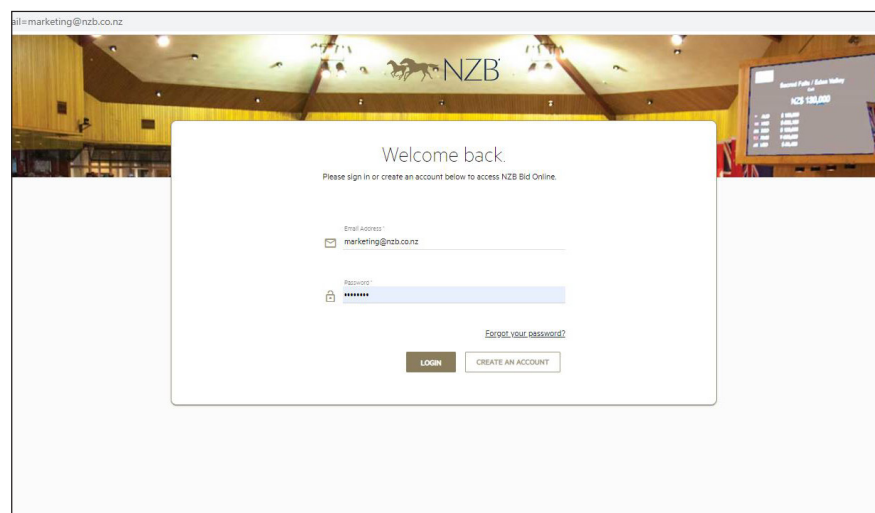 ail=marketing@nzb.co.nz
NZB
NZ$ 130,000
Welcome back.
Please sign in or create an account below to access NZB Bid Online.
Email Address *
marketing@nzb.co.nz
Password *
••••••••
Forgot your password?
LOGIN
CREATE AN ACCOUNT